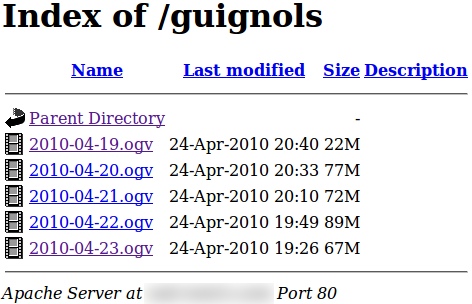 Index of /guignols
Name Last modified Size Description
Parent Directory -
2010-04-19.ogv 24-Apr-2010 20:40 22M
2010-04-20.ogv 24-Apr-2010 20:33 77M
2010-04-21.ogv 24-Apr-2010 20:10 72M
2010-04-22.ogv 24-Apr-2010 19:49 89M
2010-04-23.ogv 24-Apr-2010 19:26 67M
Apache Server at Port 80